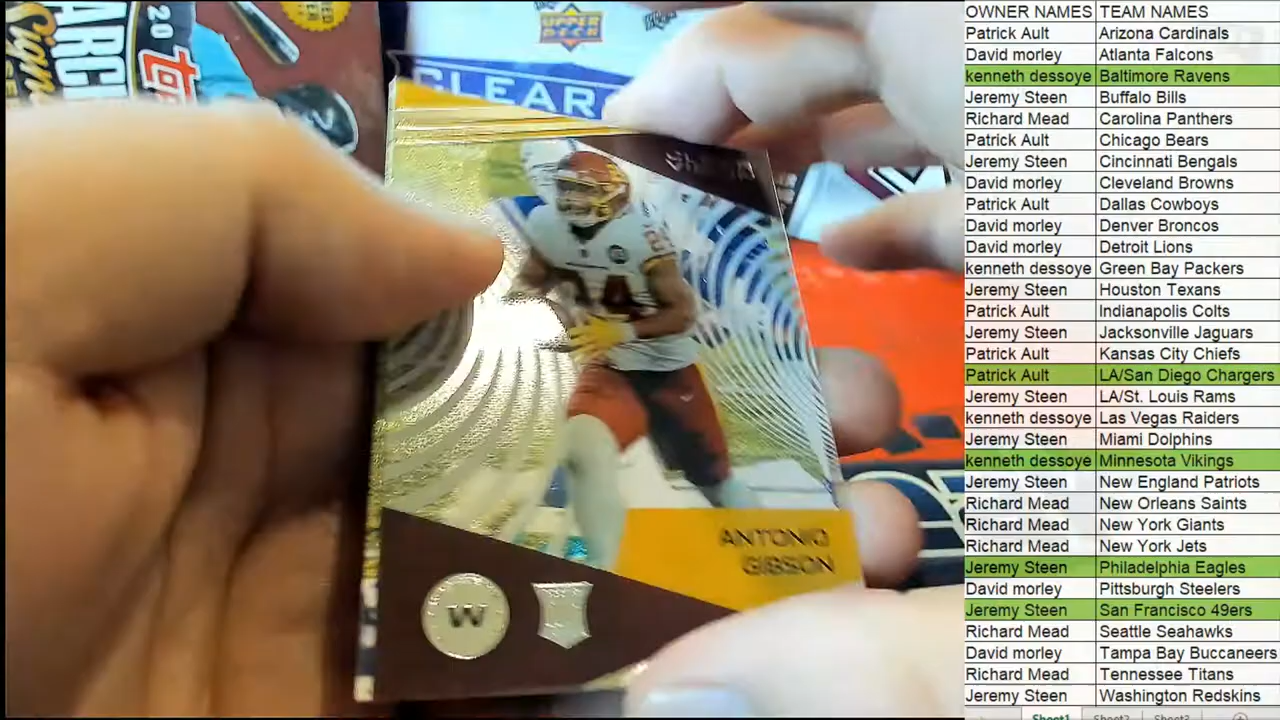 UPPER
DECK
CLEAR
ARCH
20
24
ANTONIO
GIBSON
W
OWNER NAMES TEAM NAMES
Patrick Ault Arizona Cardinals
David morley Atlanta Falcons
kenneth dessoye Baltimore Ravens
Jeremy Steen Buffalo Bills
Richard Mead Carolina Panthers
Patrick Ault Chicago Bears
Jeremy Steen Cincinnati Bengals
David morley Cleveland Browns
Patrick Ault Dallas Cowboys
David morley Denver Broncos
David morley Detroit Lions
kenneth dessoye Green Bay Packers
Jeremy Steen Houston Texans
Patrick Ault Indianapolis Colts
Jeremy Steen Jacksonville Jaguars
Patrick Ault Kansas City Chiefs
Patrick Ault LA/San Diego Chargers
Jeremy Steen LA/St. Louis Rams
kenneth dessoye Las Vegas Raiders
Jeremy Steen Miami Dolphins
kenneth dessoye Minnesota Vikings
Jeremy Steen New England Patriots
Richard Mead New Orleans Saints
Richard Mead New York Giants
Richard Mead New York Jets
Jeremy Steen Philadelphia Eagles
David morley Pittsburgh Steelers
Jeremy Steen San Francisco 49ers
Richard Mead Seattle Seahawks
David morley Tampa Bay Buccaneers
Richard Mead Tennessee Titans
Jeremy Steen Washington Redskins
Sheet1 Sheet2 Sheet3